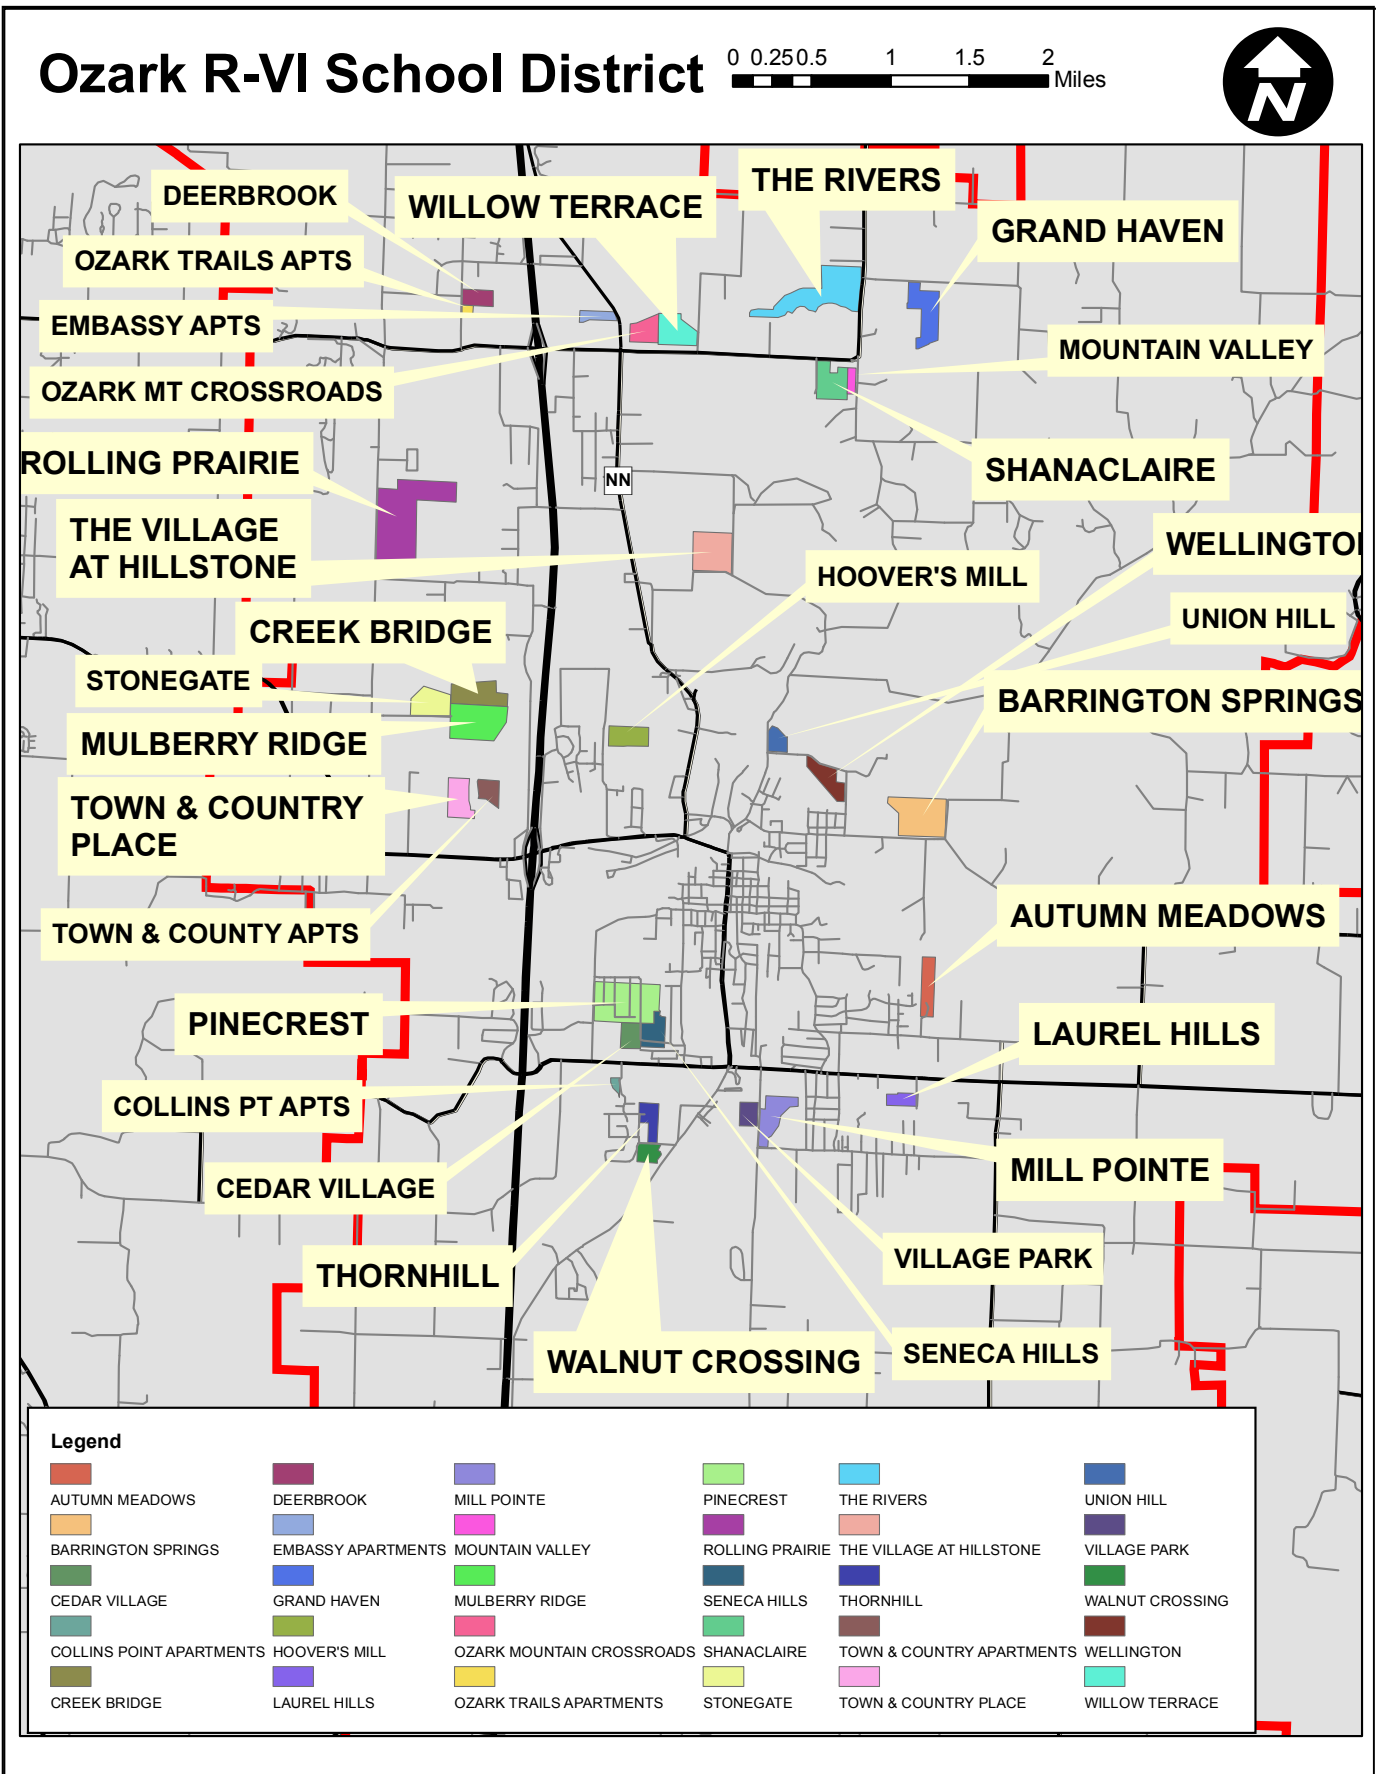 Ozark R-VI School District
0 0.25 0.5 1 1.5 2
Miles
N
DEERBROOK
WILLOW TERRACE
THE RIVERS
GRAND HAVEN
OZARK TRAILS APTS
EMBASSY APTS
MOUNTAIN VALLEY
OZARK MT CROSSROADS
ROLLING PRAIRIE
SHANACLAIRE
NN
THE VILLAGE
AT HILLSTONE
WELLINGTO
HOOVER'S MILL
UNION HILL
CREEK BRIDGE
STONEGATE
BARRINGTON SPRINGS
MULBERRY RIDGE
TOWN & COUNTRY
PLACE
AUTUMN MEADOWS
TOWN & COUNTY APTS
PINECREST
LAUREL HILLS
COLLINS PT APTS
MILL POINTE
CEDAR VILLAGE
VILLAGE PARK
THORNHILL
WALNUT CROSSING
SENECA HILLS
Legend
AUTUMN MEADOWS
BARRINGTON SPRINGS
CEDAR VILLAGE
COLLINS POINT APARTMENTS
CREEK BRIDGE
DEERBROOK
EMBASSY APARTMENTS
GRAND HAVEN
HOOVER'S MILL
LAUREL HILLS
MILL POINTE
MOUNTAIN VALLEY
MULBERRY RIDGE
OZARK MOUNTAIN CROSSROADS
OZARK TRAILS APARTMENTS
PINECREST
ROLLING PRAIRIE
SENECA HILLS
SHANACLAIRE
STONEGATE
THE RIVERS
THE VILLAGE AT HILLSTONE
THORNHILL
TOWN & COUNTRY APARTMENTS
TOWN & COUNTRY PLACE
UNION HILL
VILLAGE PARK
WALNUT CROSSING
WELLINGTON
WILLOW TERRACE